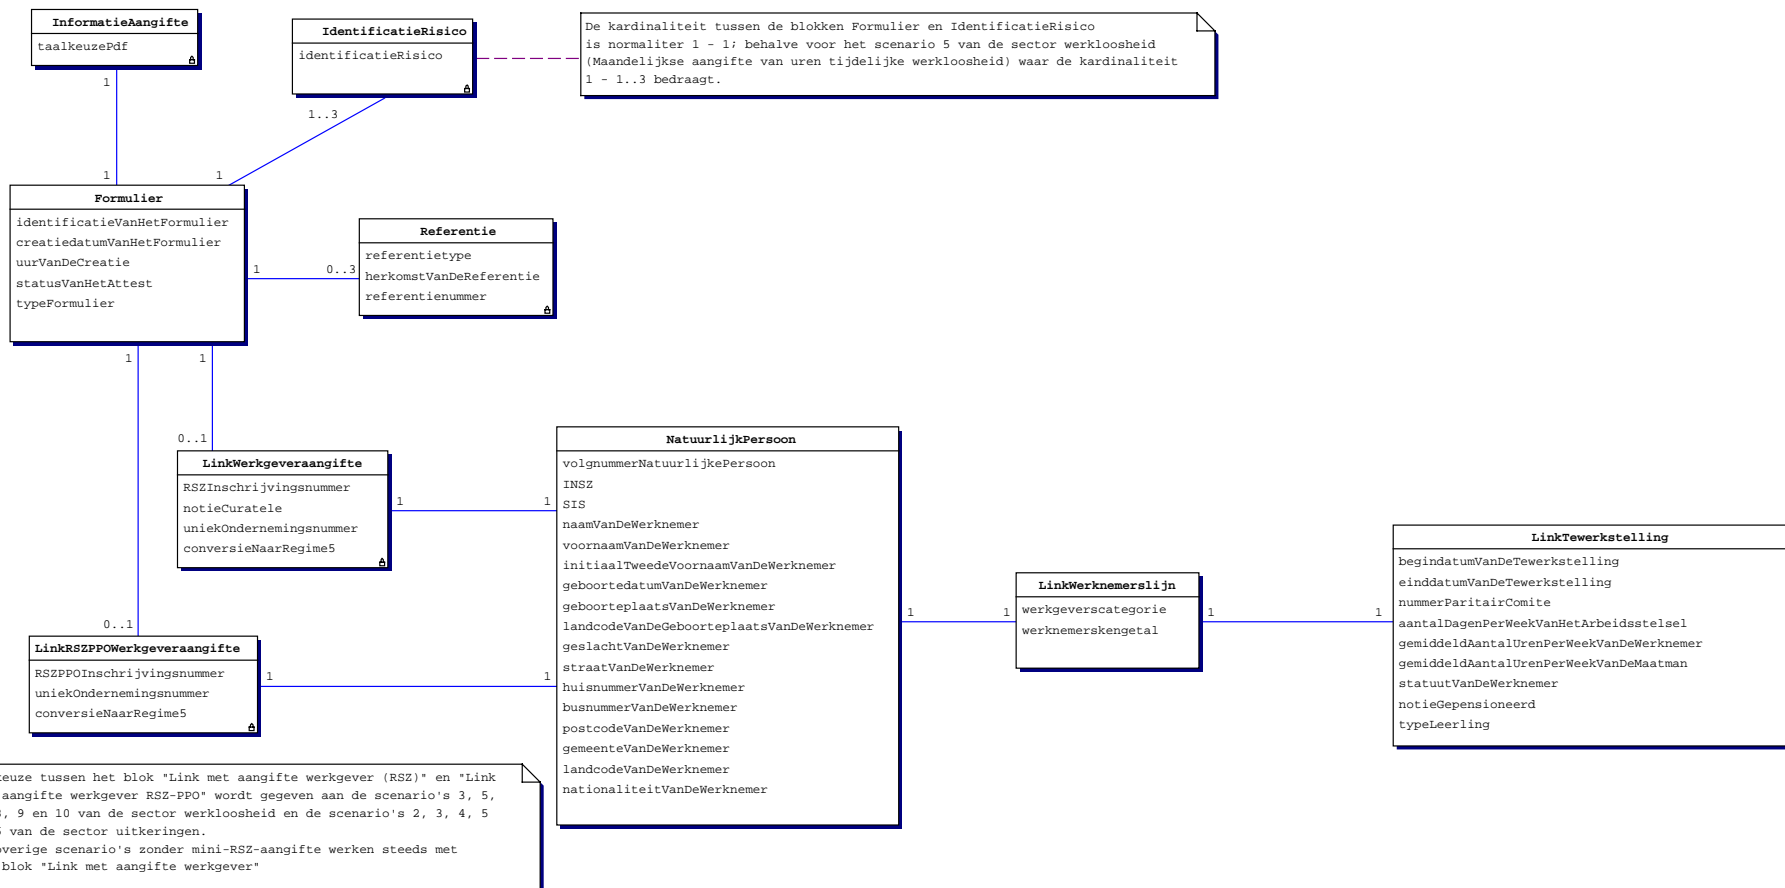 InformatieAangifte
taalkeuzePdf
1
1
IdentificatieRisico
identificatieRisico
1..3
1
De kardinaliteit tussen de blokken Formulier en IdentificatieRisico
is normaliter 1 - 1; behalve voor het scenario 5 van de sector werkloosheid
(Maandelijkse aangifte van uren tijdelijke werkloosheid) waar de kardinaliteit
1 - 1..3 bedraagt.
Formulier
identificatieVanHetFormulier
creatiedatumVanHetFormulier
uurVanDeCreatie
statusVanHetAttest
typeFormulier
1
0..3
Referentie
referentietype
herkomstVanDeReferentie
referentienummer
1
1
0..1
LinkWerkgeveraangifte
RSZInschrijvingsnummer
notieCuratele
uniekOndernemingsnummer
conversieNaarRegime5
1
1
0..1
LinkRSZPPOWerkgeveraangifte
RSZPPOInschrijvingsnummer
uniekOndernemingsnummer
conversieNaarRegime5
1
1
NatuurlijkPersoon
volgnummerNatuurlijkePersoon
INSZ
SIS
naamVanDeWerknemer
voornaamVanDeWerknemer
initiaalTweedeVoornaamVanDeWerknemer
geboortedatumVanDeWerknemer
geboorteplaatsVanDeWerknemer
landcodeVanDeGeboorteplaatsVanDeWerknemer
geslachtVanDeWerknemer
straatVanDeWerknemer
huisnummerVanDeWerknemer
busnummerVanDeWerknemer
postcodeVanDeWerknemer
gemeenteVanDeWerknemer
landcodeVanDeWerknemer
nationaliteitVanDeWerknemer
1
1
LinkWerknemerslijn
werkgeverscategorie
werknemerskengetal
1
1
LinkTewerkstelling
begindatumVanDeTewerkstelling
einddatumVanDeTewerkstelling
nummerParitairComite
aantalDagenPerWeekVanHetArbeidsstelsel
gemiddeldAantalUrenPerWeekVanDeWerknemer
gemiddeldAantalUrenPerWeekVanDeMaatman
statuutVanDeWerknemer
notieGepensioneerd
typeLeerling
tussen het blok "Link met aangifte werkgever (RSZ)" en "Link
aangifte werkgever RSZ-PPO" wordt gegeven aan de scenario's 3, 5,
, 9 en 10 van de sector werkloosheid en de scenario's 2, 3, 4, 5
van de sector uitkeringen.
overige scenario's zonder mini-RSZ-aangifte werken steeds met
blok "Link met aangifte werkgever"